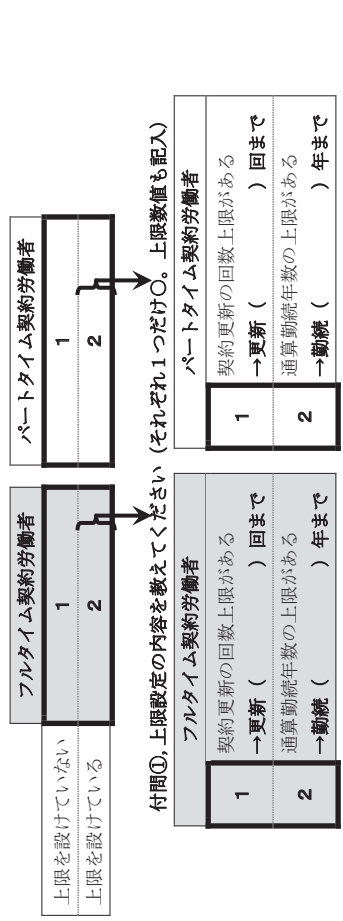 フルタイム契約労働者 パートタイム契約労働者
上限を設けていない 1 1
上限を設けている 2 2
付問①,上限設定の内容を教えてください（それぞれ１つだけ〇。上限数値も記入）
フルタイム契約労働者 パートタイム契約労働者
1 契約更新の回数上限がある 1 契約更新の回数上限がある
→更新（　　　　）回まで →更新（　　　　）回まで
2 通算勤続年数の上限がある 2 通算勤続年数の上限がある
→勤続（　　　　）年まで →勤続（　　　　）年まで